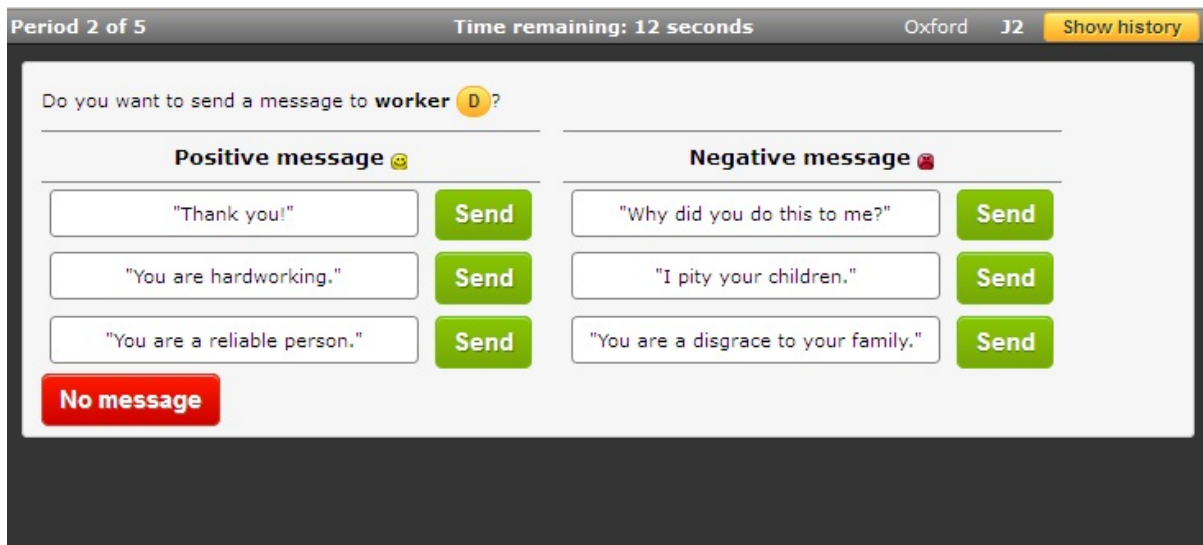 Period 2 of 5 Time remaining: 12 seconds Oxford J2 Show history
Do you want to send a message to worker D ?
Positive message Negative message
"Thank you!" Send "Why did you do this to me?" Send
"You are hardworking." Send "I pity your children." Send
"You are a reliable person." Send "You are a disgrace to your family." Send
No message